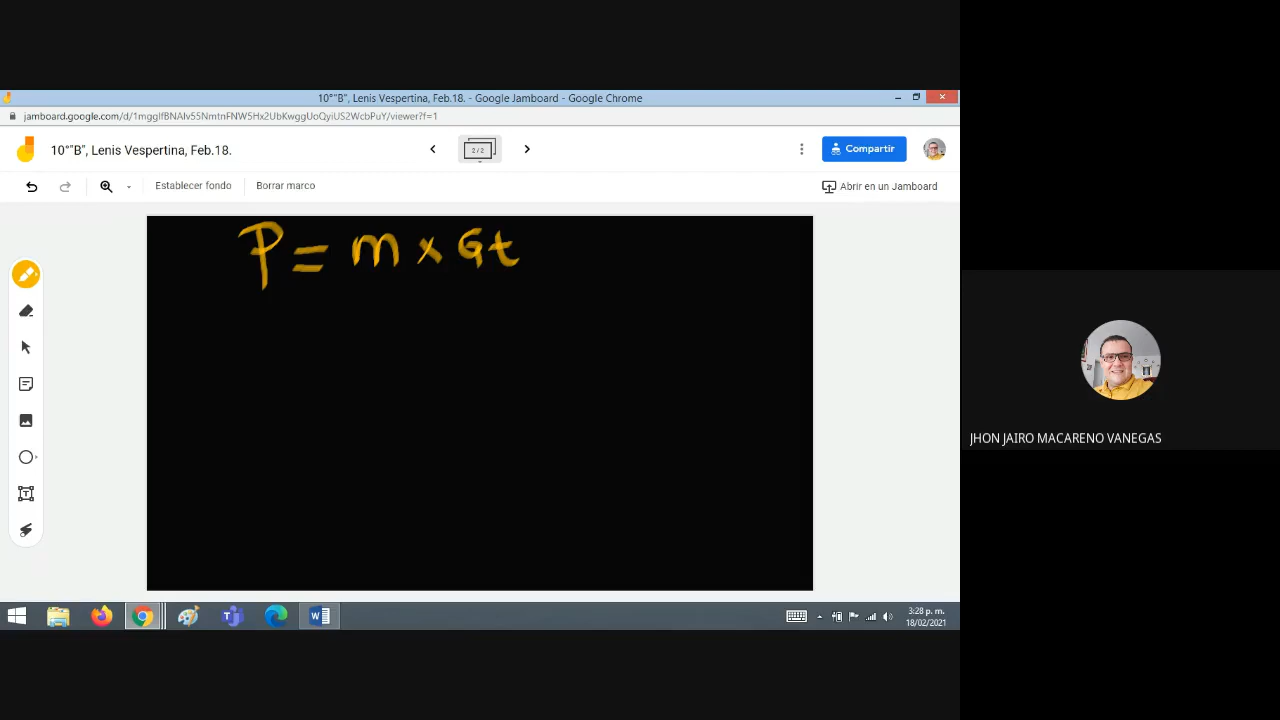 10°"B", Lenis Vespertina, Feb.18. - Google Jamboard - Google Chrome
jamboard.google.com/d/1mgglfBNAIv55NmtnFNW5Hx2UbKwggUoQyiUS2WcbPuY/viewer?f=1
10°"B", Lenis Vespertina, Feb.18.
2 / 2
Compartir
Establecer fondo
Borrar marco
Abrir en un Jamboard
P = m x Gt
JHON JAIRO MACARENO VANEGAS
3:28 p. m.
18/02/2021